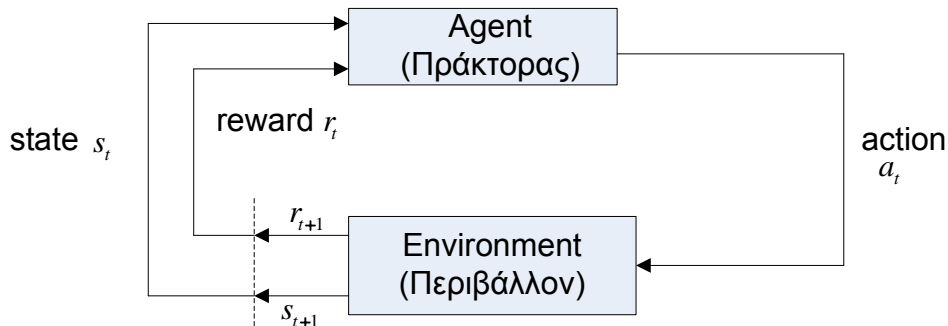 Agent
(Πράκτορας)
reward r_t
state s_t
action
a_t
r_{t+1}
Environment
(Περιβάλλον)
s_{t+1}